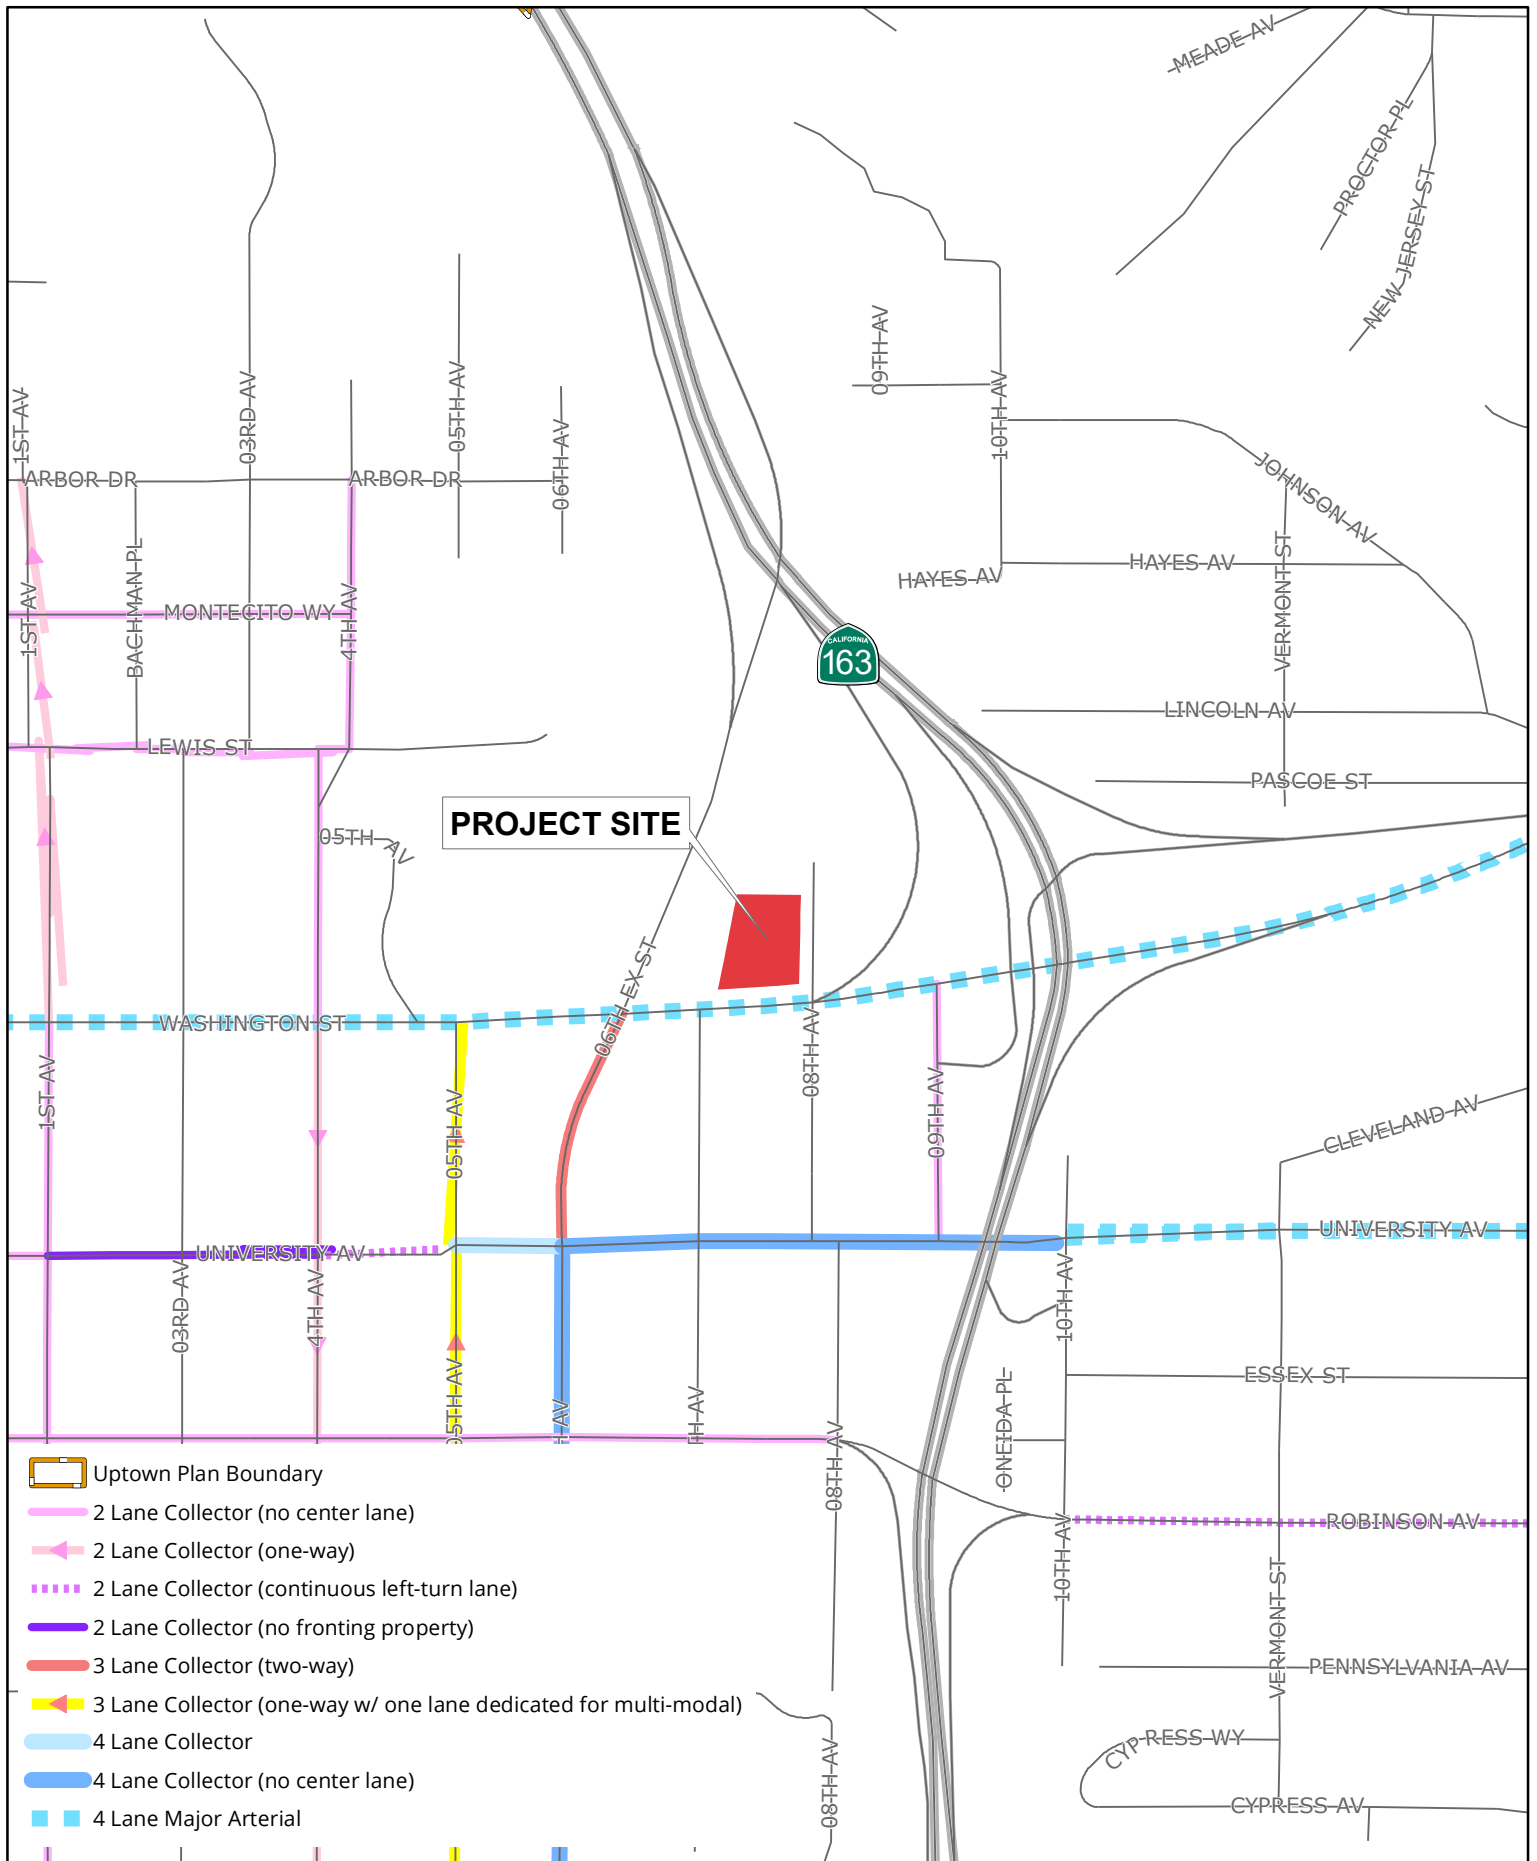 MEADE AV
PROCTOR PL
NEW JERSEY ST
09TH AV
10TH AV
1ST AV
03RD AV
05TH AV
06TH AV
ARBOR DR
ARBOR DR
JOHNSON AV
BACHMAN PL
1ST AV
4TH AV
MONTECITO WY
HAYES AV
HAYES AV
VERMONT ST
CALIFORNIA
163
LINCOLN AV
LEWIS ST
PASCOE ST
PROJECT SITE
05TH AV
06TH EX ST
WASHINGTON ST
08TH AV
1ST AV
05TH AV
09TH AV
CLEVELAND AV
UNIVERSITY AV
UNIVERSITY AV
03RD AV
4TH AV
10TH AV
05TH AV
H AV
H AV
ESSEX ST
ONEIDA PL
08TH AV
Uptown Plan Boundary
2 Lane Collector (no center lane)
2 Lane Collector (one-way)
2 Lane Collector (continuous left-turn lane)
2 Lane Collector (no fronting property)
3 Lane Collector (two-way)
3 Lane Collector (one-way w/ one lane dedicated for multi-modal)
4 Lane Collector
4 Lane Collector (no center lane)
4 Lane Major Arterial
10TH AV
ROBINSON AV
VERMONT ST
PENNSYLVANIA AV
CYPRESS WY
08TH AV
CYPRESS AV